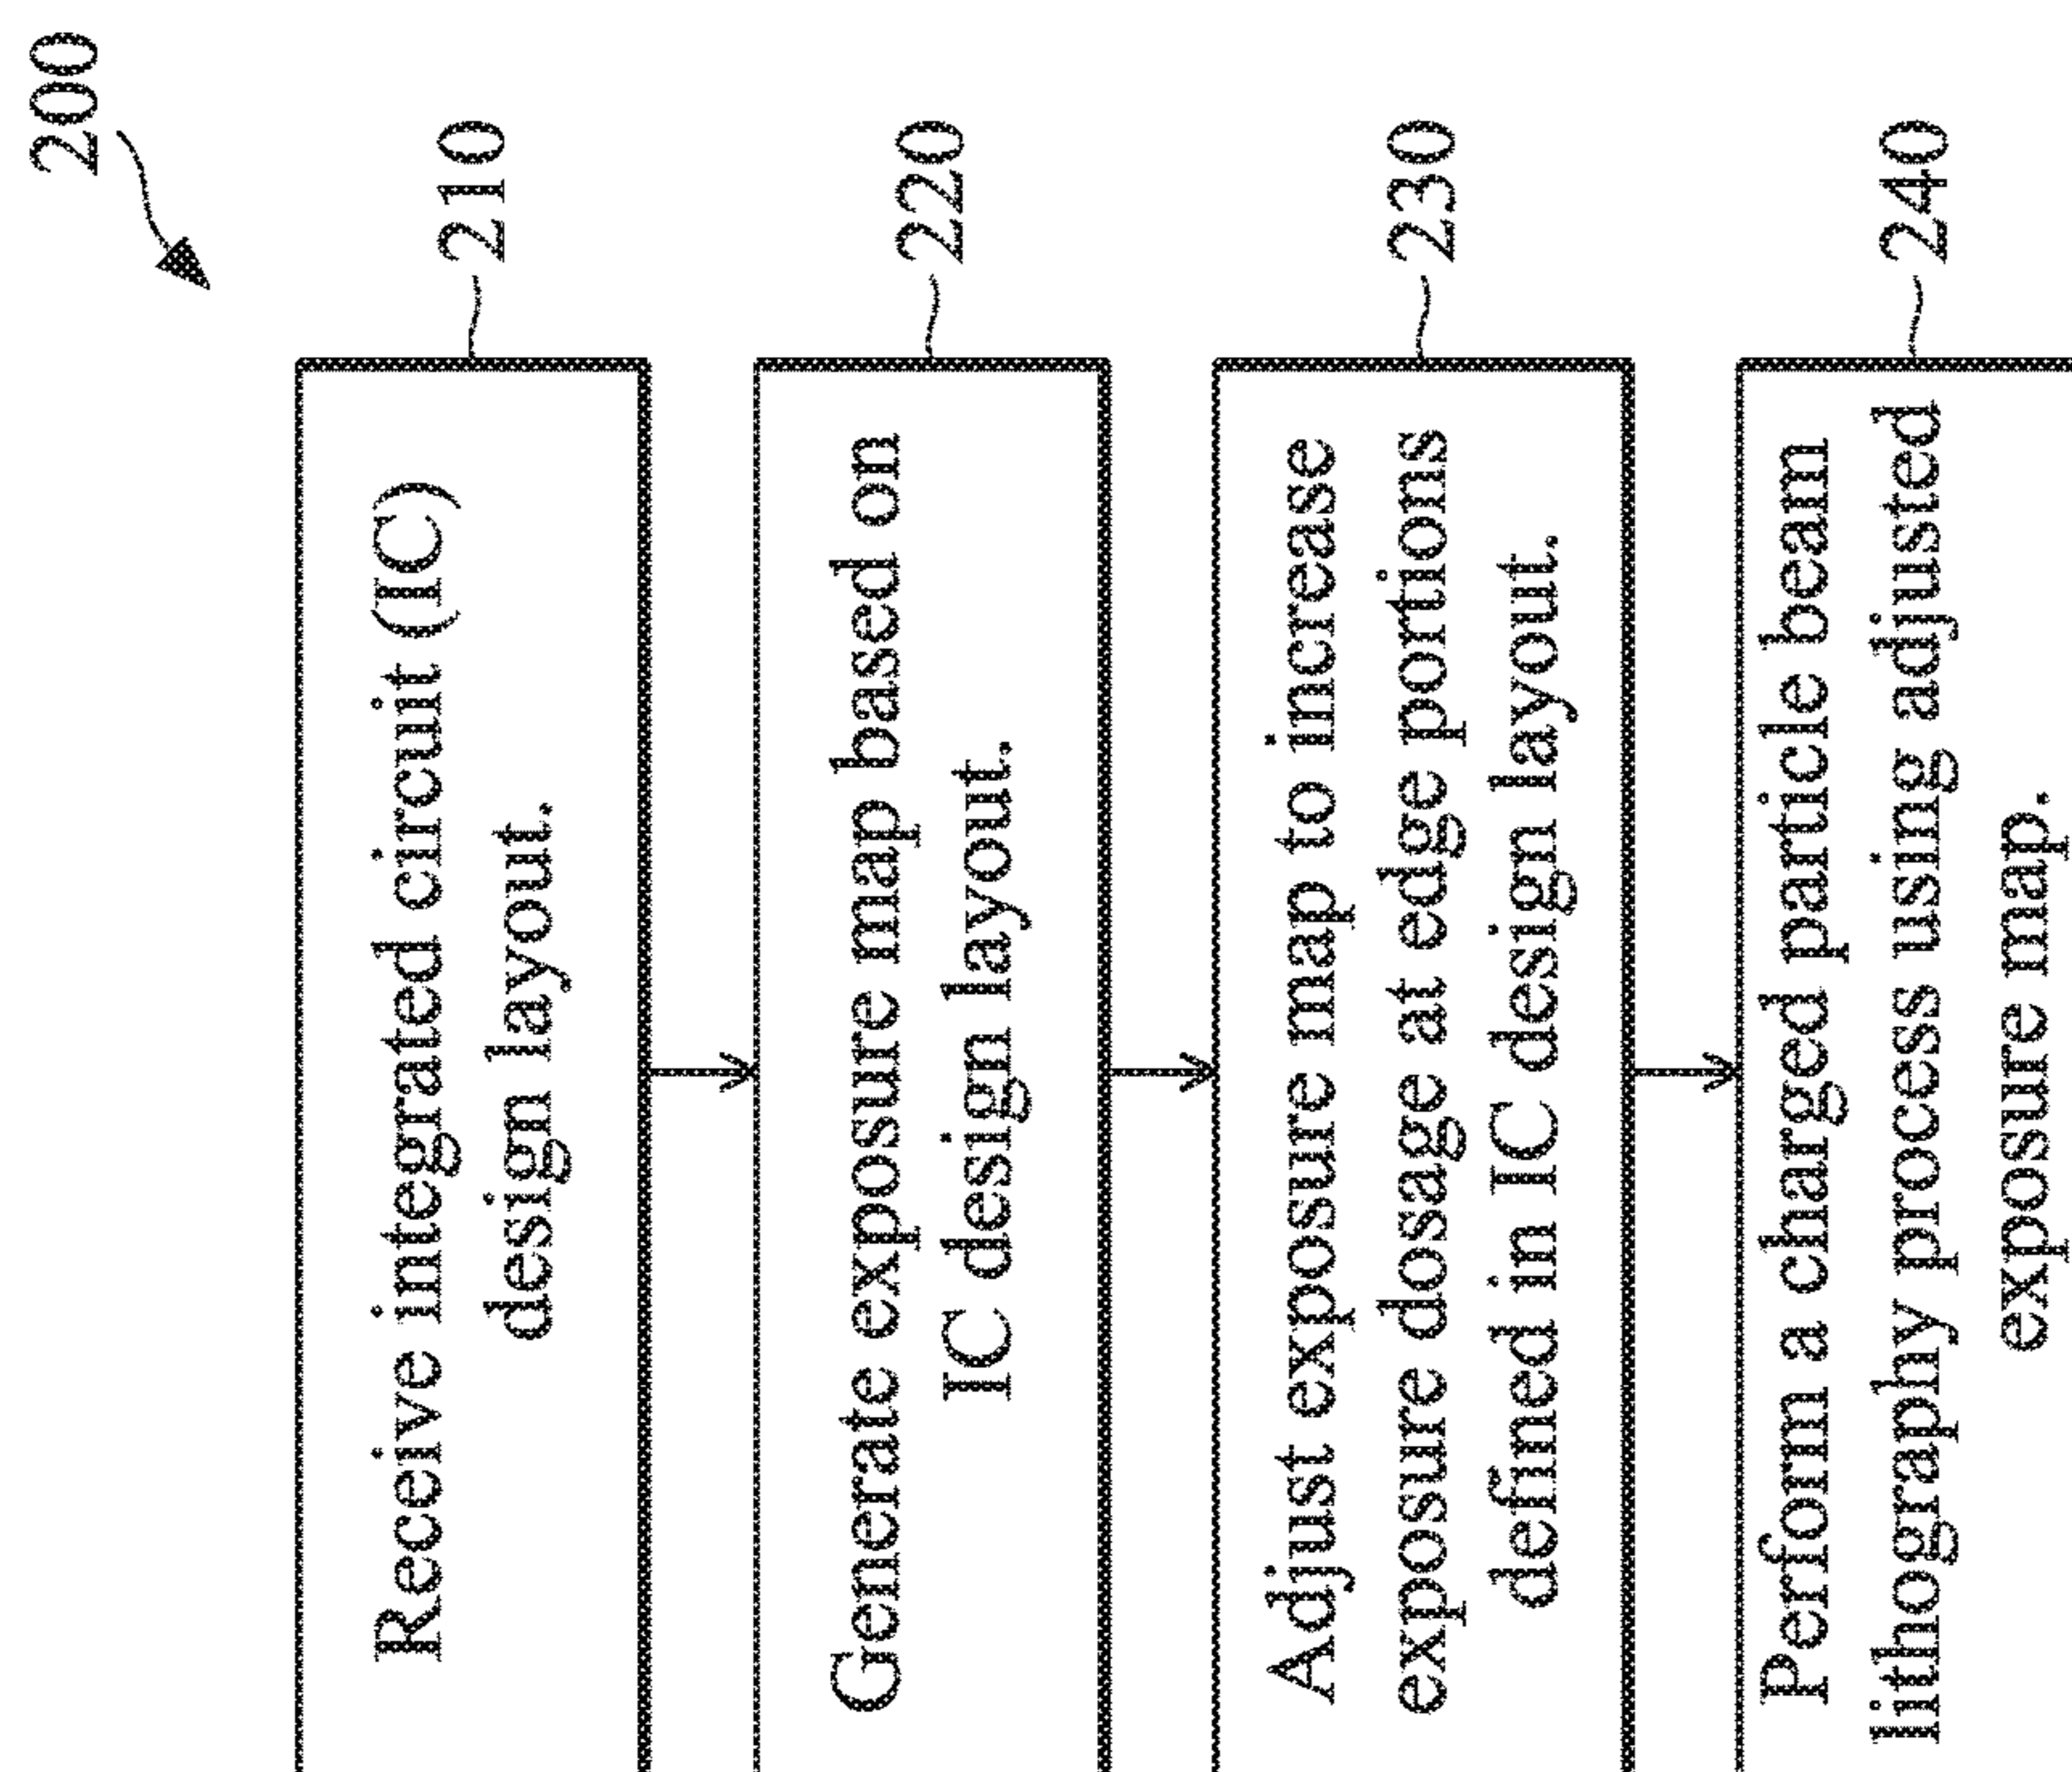 200
Receive integrated circuit (IC)
design layout.
210
Generate exposure map based on
IC design layout.
220
Adjust exposure map to increase
exposure dosage at edge portions
defined in IC design layout.
230
Perform a charged particle beam
lithography process using adjusted
exposure map.
240